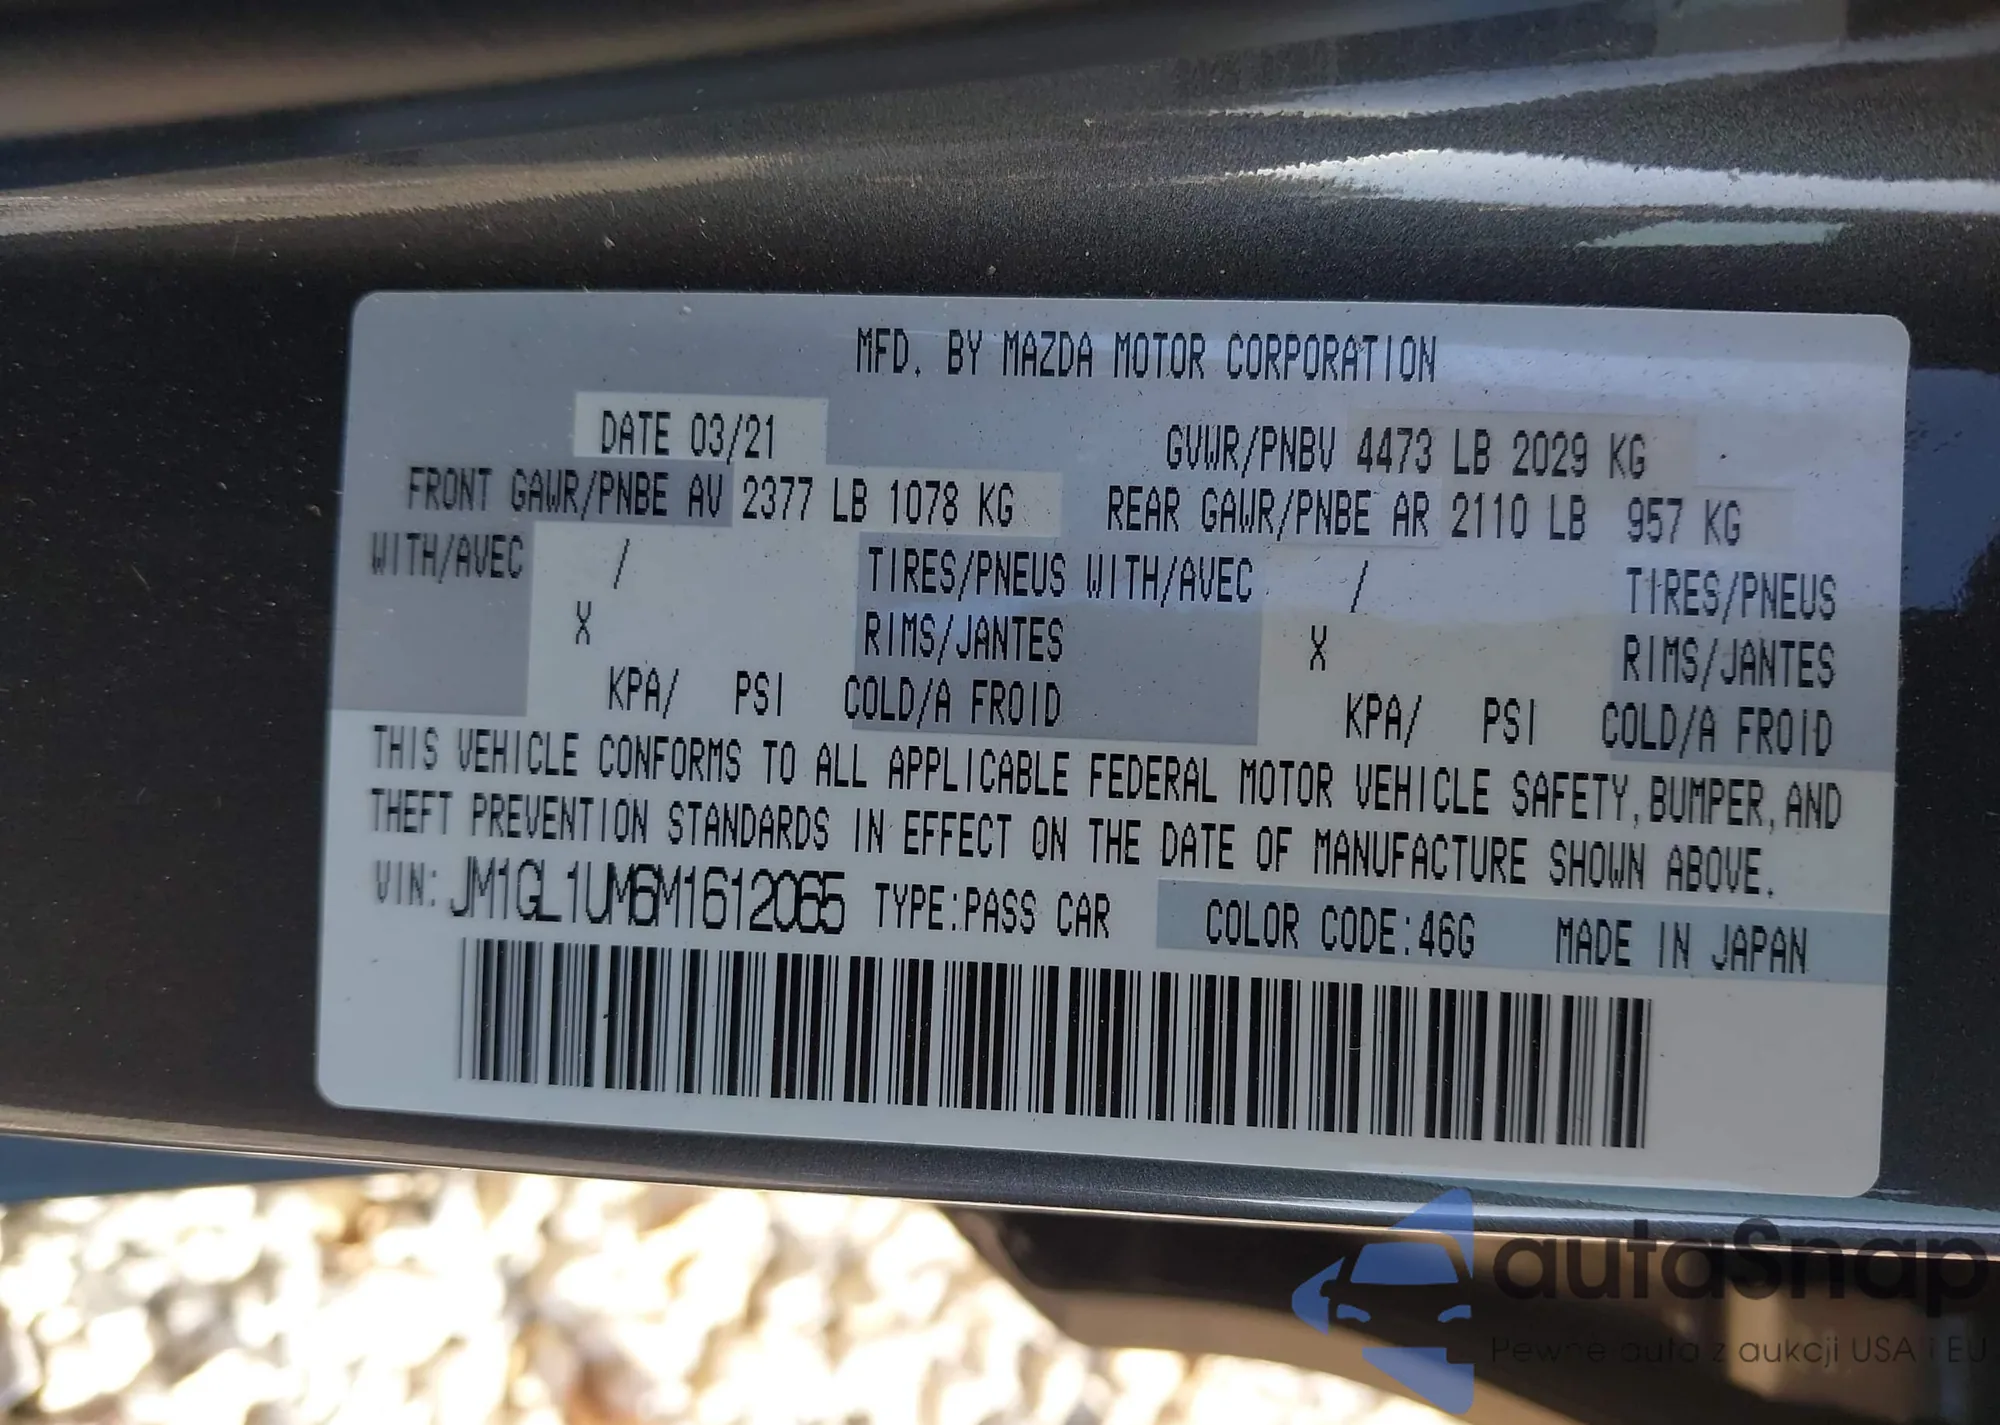 MFD. BY MAZDA MOTOR CORPORATION
DATE 03/21 GVWR/PNBV 4473 LB 2029 KG
FRONT GAWR/PNBE AV 2377 LB 1078 KG REAR GAWR/PNBE AR 2110 LB 957 KG
WITH/AVEC / TIRES/PNEUS WITH/AVEC / TIRES/PNEUS
X RIMS/JANTES X RIMS/JANTES
KPA/ PSI COLD/A FROID KPA/ PSI COLD/A FROID
THIS VEHICLE CONFORMS TO ALL APPLICABLE FEDERAL MOTOR VEHICLE SAFETY, BUMPER, AND
THEFT PREVENTION STANDARDS IN EFFECT ON THE DATE OF MANUFACTURE SHOWN ABOVE.
VIN: JM1GL1UM6M1612065 TYPE:PASS CAR COLOR CODE:46G MADE IN JAPAN
autaSnap
Pewne auta z aukcji USA i EU